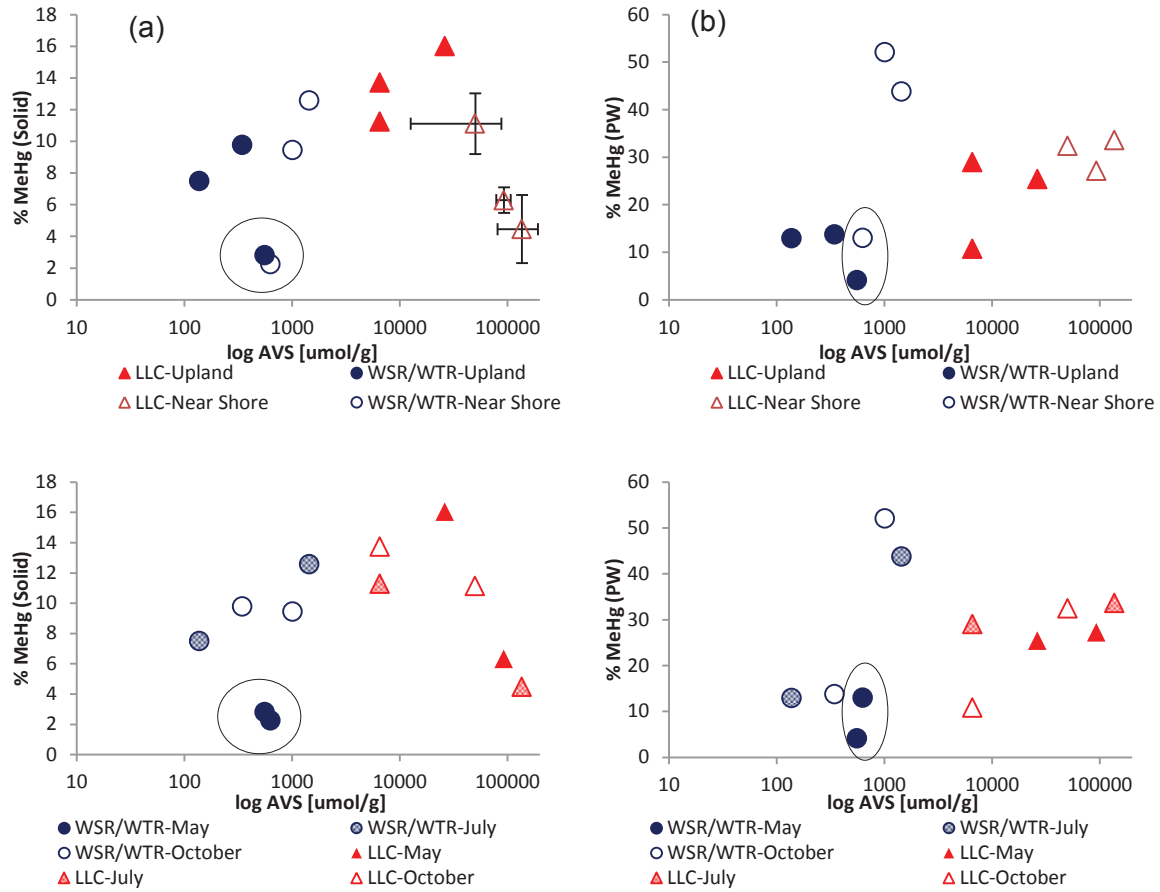 (a)
% MeHg (Solid)
18
16
14
12
10
8
6
4
2
0
10 100 1000 10000 100000
log AVS [umol/g]
LLC-Upland WSR/WTR-Upland
LLC-Near Shore WSR/WTR-Near Shore
(b)
% MeHg (PW)
60
50
40
30
20
10
0
10 100 1000 10000 100000
log AVS [umol/g]
LLC-Upland WSR/WTR-Upland
LLC-Near Shore WSR/WTR-Near Shore
% MeHg (Solid)
18
16
14
12
10
8
6
4
2
0
10 100 1000 10000 100000
log AVS [umol/g]
WSR/WTR-May WSR/WTR-July
WSR/WTR-October LLC-May
LLC-July LLC-October
% MeHg (PW)
60
50
40
30
20
10
0
10 100 1000 10000 100000
log AVS [umol/g]
WSR/WTR-May WSR/WTR-July
WSR/WTR-October LLC-May
LLC-July LLC-October